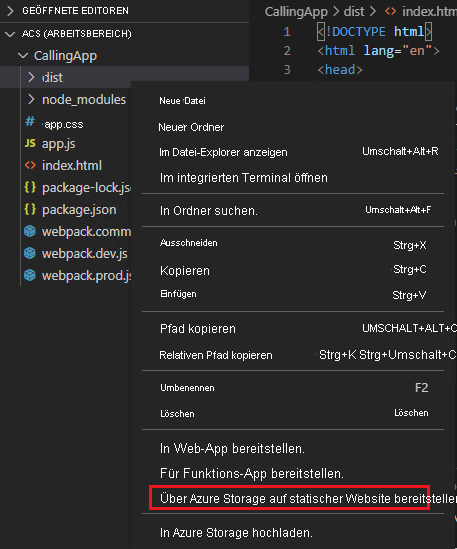 GEÖFFNETE EDITOREN
ACS (ARBEITSBEREICH)
CallingApp
dist
node_modules
app.css
app.js
index.html
package-lock.js
package.json
webpack.comm
webpack.dev.js
webpack.prod.js
CallingApp > dist > <> index.htm
1 <!DOCTYPE html>
2 <html lang="en">
3 <head>
Neue Datei
Neuer Ordner
Im Datei-Explorer anzeigen Umschalt+Alt+R
Im integrierten Terminal öffnen
In Ordner suchen. Umschalt+Alt+F
Ausschneiden Strg+X
Kopieren Strg+C
Einfügen Strg+V
Pfad kopieren UMSCHALT+ALT+C
Relativen Pfad kopieren Strg+K Strg+Umschalt+C
Umbenennen F2
Löschen Löschen
In Web-App bereitstellen.
Für Funktions-App bereitstellen.
Über Azure Storage auf statischer Website bereitstellen
In Azure Storage hochladen.